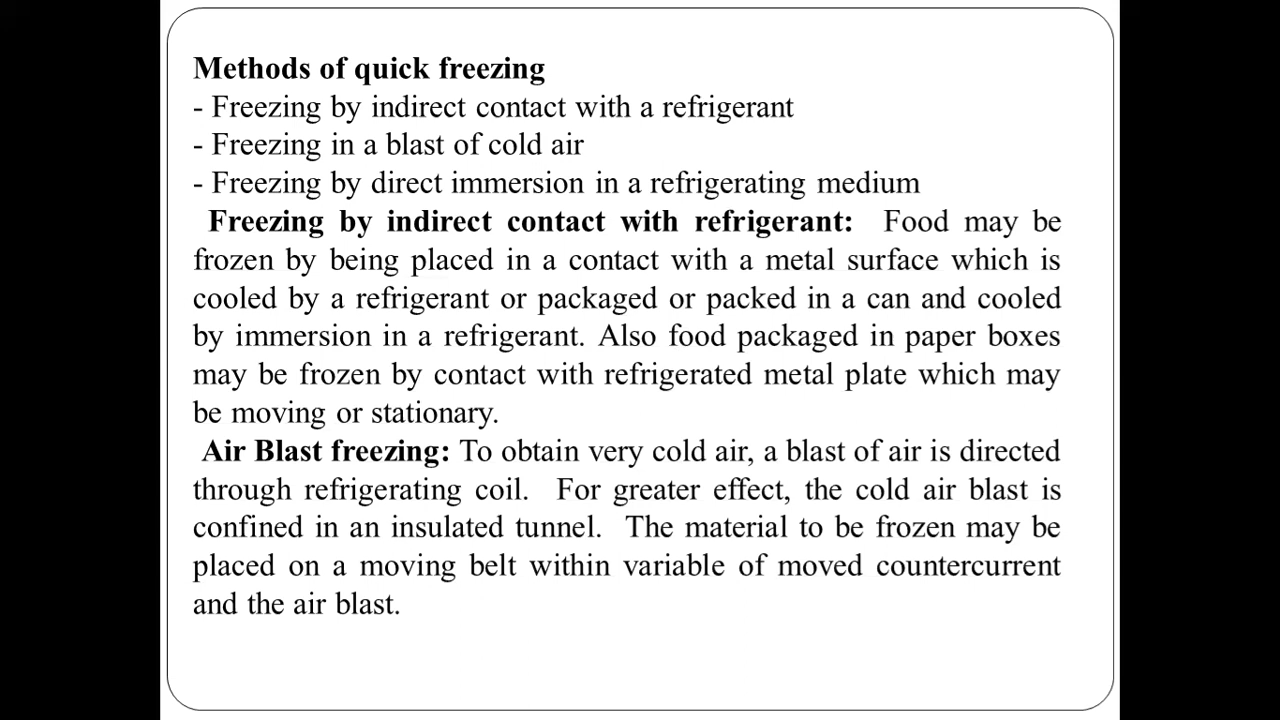 Methods of quick freezing
- Freezing by indirect contact with a refrigerant
- Freezing in a blast of cold air
- Freezing by direct immersion in a refrigerating medium
Freezing by indirect contact with refrigerant: Food may be
frozen by being placed in a contact with a metal surface which is
cooled by a refrigerant or packaged or packed in a can and cooled
by immersion in a refrigerant. Also food packaged in paper boxes
may be frozen by contact with refrigerated metal plate which may
be moving or stationary.
Air Blast freezing: To obtain very cold air, a blast of air is directed
through refrigerating coil. For greater effect, the cold air blast is
confined in an insulated tunnel. The material to be frozen may be
placed on a moving belt within variable of moved countercurrent
and the air blast.